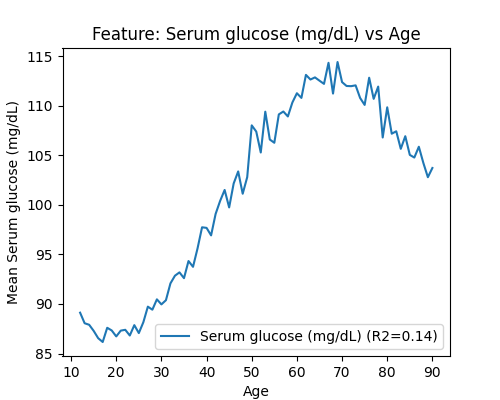 Feature: Serum glucose (mg/dL) vs Age
Mean Serum glucose (mg/dL)
115
110
105
100
95
90
85
Serum glucose (mg/dL) (R2=0.14)
10 20 30 40 50 60 70 80 90
Age